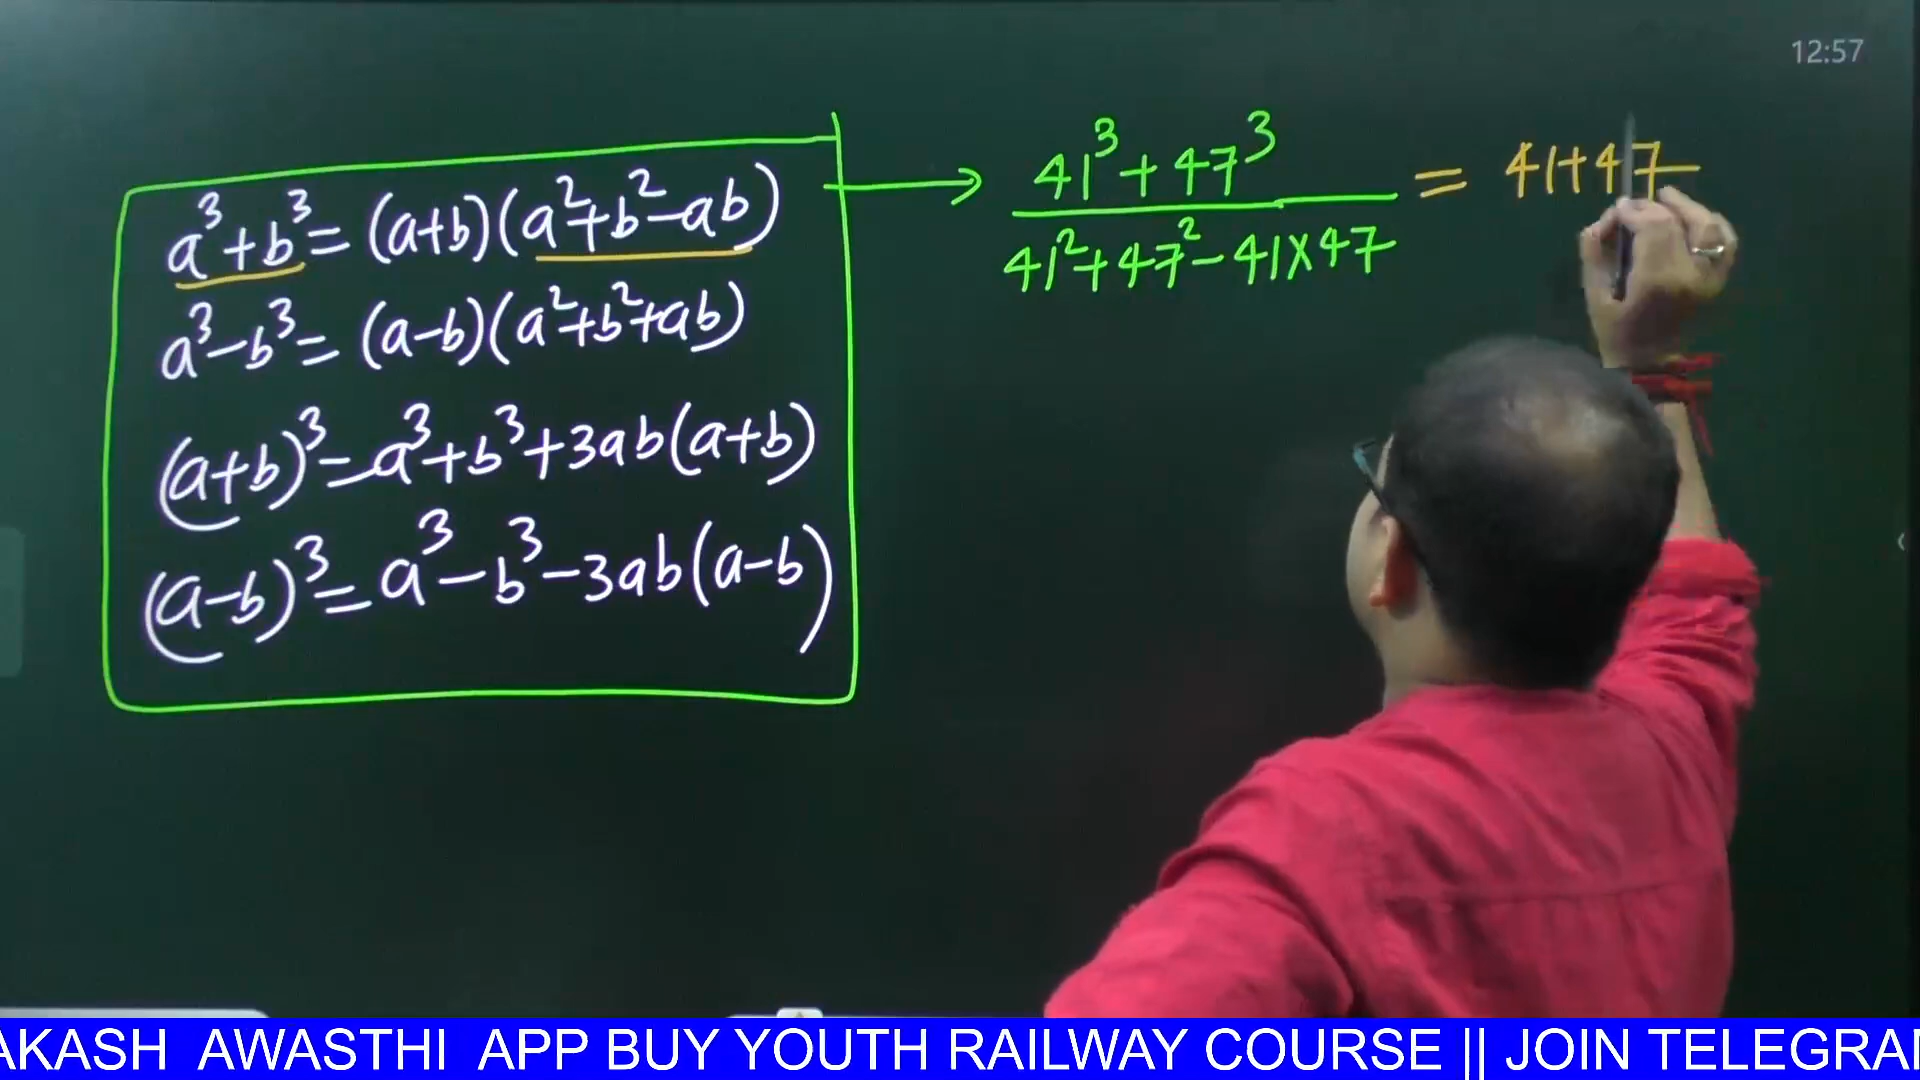 12:57
a³+b³= (a+b)(a²+b²-ab)
a³-b³= (a-b)(a²+b²+ab)
(a+b)³= a³+b³+3ab(a+b)
(a-b)³= a³-b³-3ab(a-b)
→ 41³+47³ = 41+47
41²+47²-41×47
AKASH AWASTHI APP BUY YOUTH RAILWAY COURSE || JOIN TELEGRA